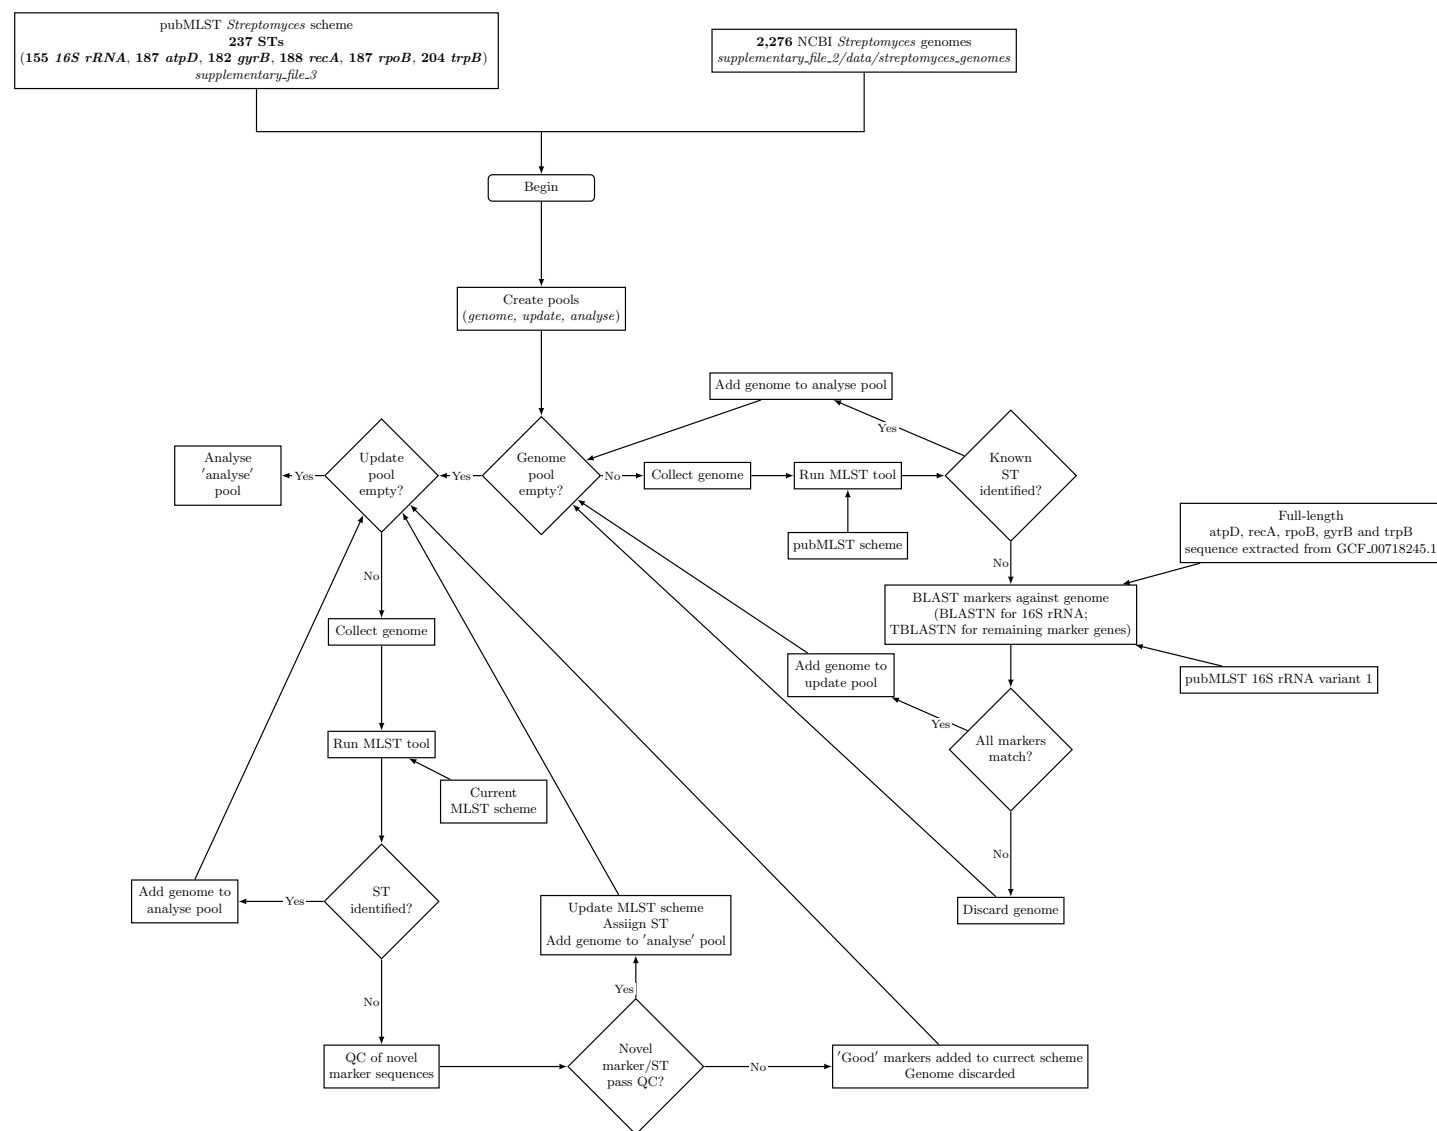 pubMLST Streptomyces scheme
237 STs
(155 16S rRNA, 187 atpD, 182 gyrB, 188 recA, 187 rpoB, 204 trpB)
supplementary_file_3
2,276 NCBI Streptomyces genomes
supplementary_file_2/data/streptomyces_genomes
Begin
Create pools
(genome, update, analyse)
Add genome to analyse pool
Yes
Analyse
'analyse'
pool
Yes
Update
pool
empty?
Yes
Genome
pool
empty?
No
Collect genome
Run MLST tool
Known
ST
identified?
pubMLST scheme
Full-length
atpD, recA, rpoB, gyrB and trpB
sequence extracted from GCF_00718245.1
No
No
BLAST markers against genome
(BLASTN for 16S rRNA;
TBLASTN for remaining marker genes)
Collect genome
Add genome to
update pool
pubMLST 16S rRNA variant 1
Yes
All markers
match?
Run MLST tool
Current
MLST scheme
No
Add genome to
analyse pool
Yes
ST
identified?
Update MLST scheme
Assiign ST
Add genome to 'analyse' pool
Discard genome
No
Yes
QC of novel
marker sequences
Novel
marker/ST
pass QC?
No
'Good' markers added to currect scheme
Genome discarded